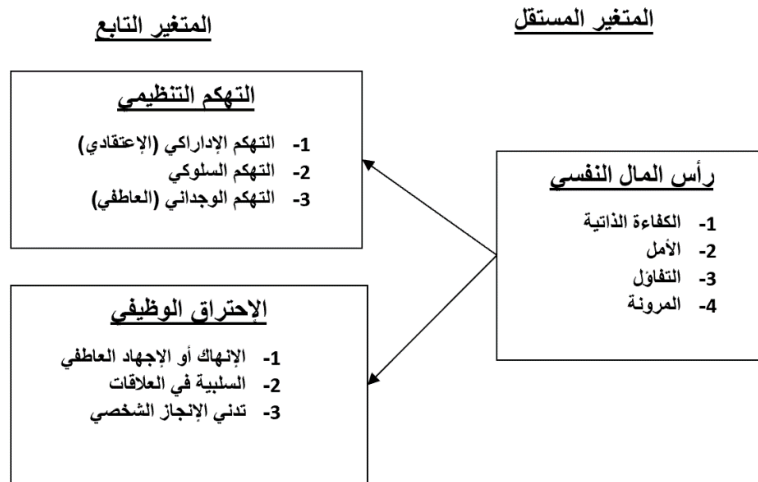 المتغير المستقل
المتغير التابع
رأس المال النفسي
1- الكفاءة الذاتية
2- الأمل
3- التفاؤل
4- المرونة
التهكم التنظيمي
1- التهكم الإداراكي (الإعتقادي)
2- التهكم السلوكي
3- التهكم الوجداني (العاطفي)
الإحتراق الوظيفي
1- الإنهاك أو الإجهاد العاطفي
2- السلبية في العلاقات
3- تدني الإنجاز الشخصي